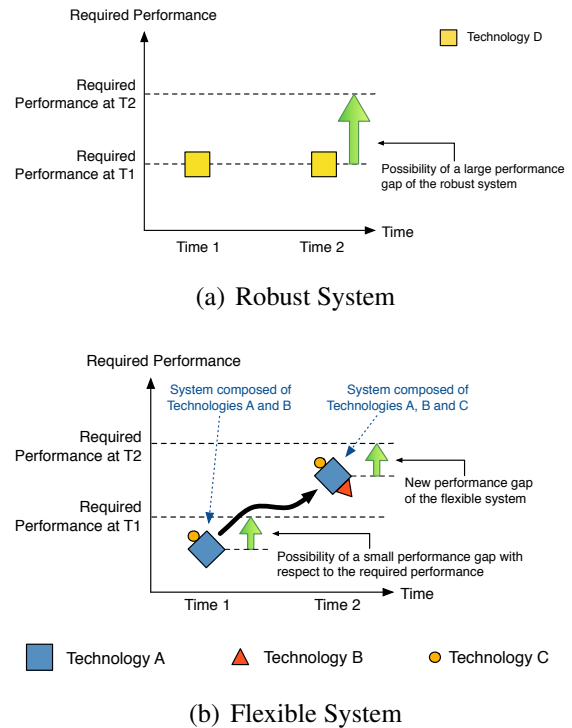 Required Performance
Technology D
Required
Performance at T2
Required
Performance at T1
Possibility of a large performance
gap of the robust system
Time
Time 1
Time 2
(a) Robust System
Required Performance
System composed of
Technologies A and B
System composed of
Technologies A, B and C
Required
Performance at T2
New performance gap
of the flexible system
Required
Performance at T1
Possibility of a small performance gap with
respect to the required performance
Time
Time 1
Time 2
Technology A
Technology B
Technology C
(b) Flexible System